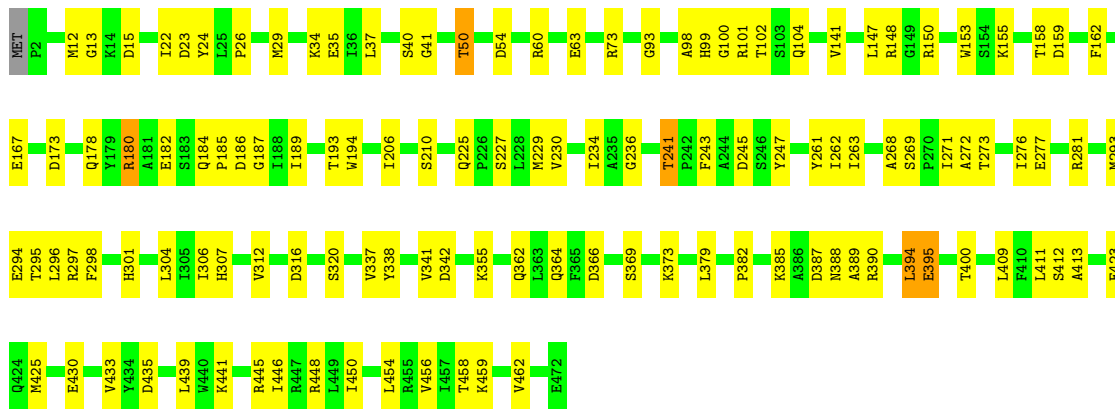 MET P2 M12 G13 K14 D15 I22 D23 Y24 L25 P26 M29 K34 E35 I36 L37 S40 G41 T50 D54 R60 E63 R73 G93 A98 H99 G100 R101 T102 S103 Q104 V141 L147 R148 G149 R150 W153 S154 K155 T158 D159 F162
E167 D173 Q178 Y179 R180 A181 E182 S183 Q184 P185 D186 G187 I188 I189 T193 W194 I206 S210 Q225 P226 S227 L228 M229 V230 I234 A235 G236 T241 P242 F243 A244 D245 S246 Y247 Y261 I262 I263 A268 S269 P270 I271 A272 T273 I276 E277 R281
E294 T295 L296 R297 F298 H301 L304 I305 I306 H307 V312 D316 S320 V337 Y338 V341 D342 K355 Q362 L363 Q364 F365 D366 S369 K373 L379 P382 K385 A386 D387 N388 A389 R390 L394 E395 T400 L409 F410 L411 S412 A413
Q424 M425 E430 V433 Y434 D435 L439 W440 K441 R445 I446 R447 R448 L449 I450 L454 R455 V456 I457 T458 K459 V462 E472